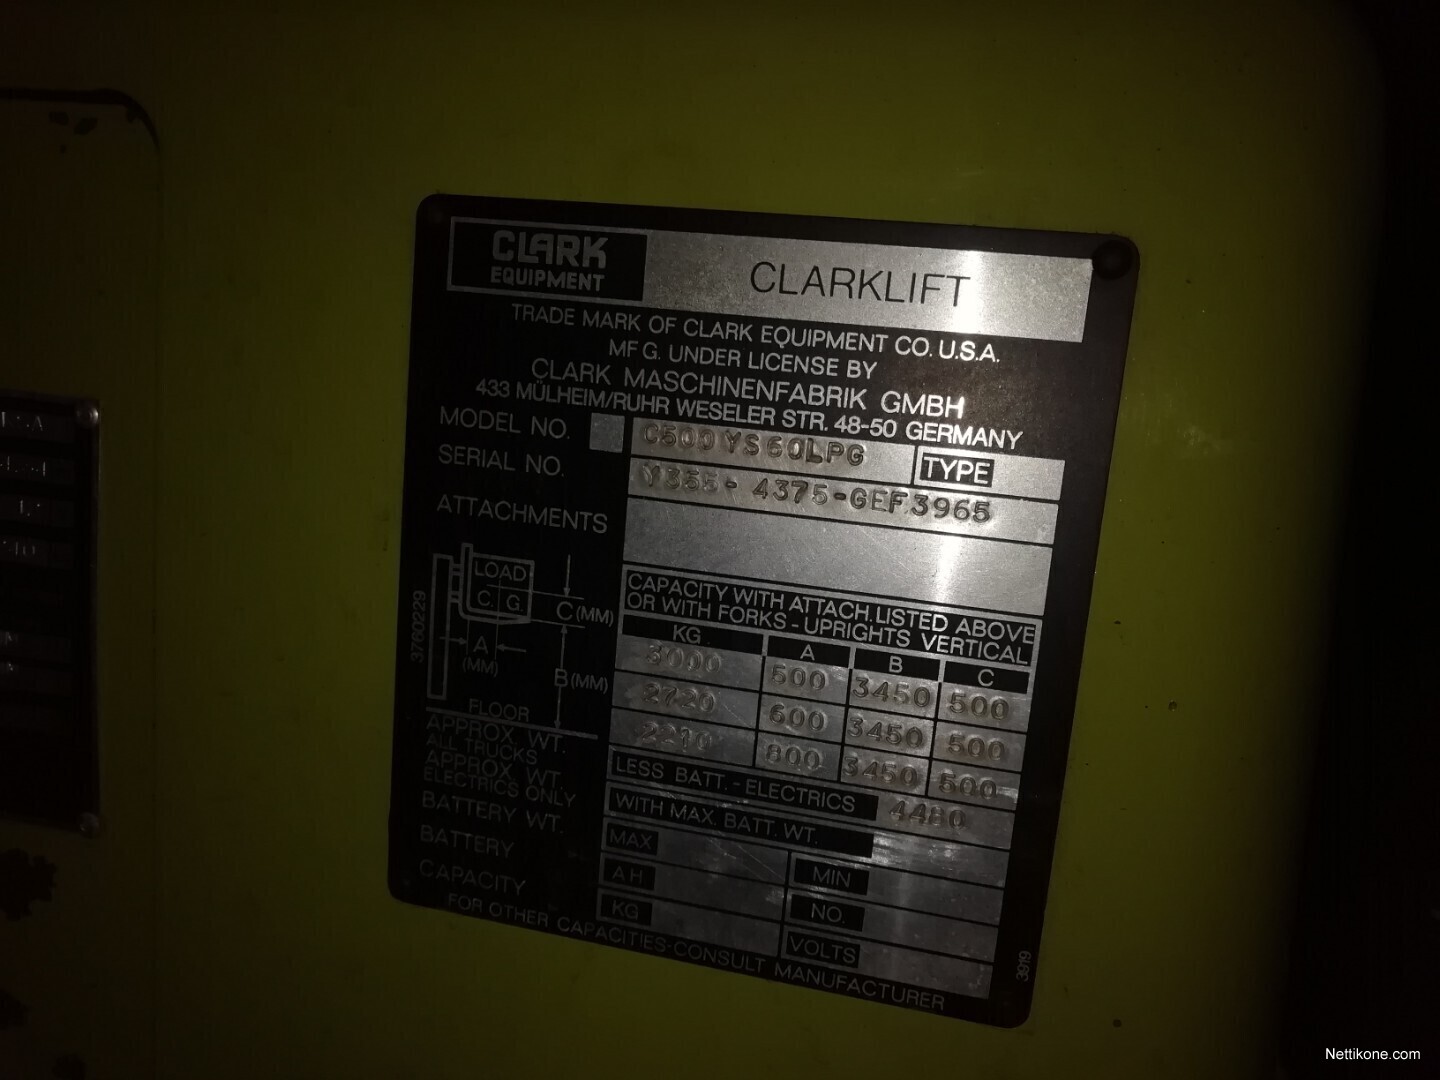 CLARK
EQUIPMENT
CLARKLIFT
TRADE MARK OF CLARK EQUIPMENT CO. U.S.A.
MFG. UNDER LICENSE BY
CLARK MASCHINENFABRIK GMBH
433 MÜLHEIM/RUHR WESELER STR. 48-50 GERMANY
MODEL NO. C500YS60LPG TYPE
SERIAL NO. Y355-4375-GEF3965
ATTACHMENTS
LOAD
C. G.
C (MM)
A
(MM)
B (MM)
FLOOR
3760229
CAPACITY WITH ATTACH. LISTED ABOVE
OR WITH FORKS - UPRIGHTS VERTICAL
KG A B C
3000 500 3450 500
2720 600 3450 500
2210 800 3450 500
APPROX. WT.
ALL TRUCKS
LESS BATT. - ELECTRICS 4480
APPROX. WT.
ELECTRICS ONLY
WITH MAX. BATT. WT.
BATTERY WT. MAX MIN
BATTERY AH NO.
CAPACITY KG VOLTS
FOR OTHER CAPACITIES-CONSULT MANUFACTURER
3919
Nettikone.com